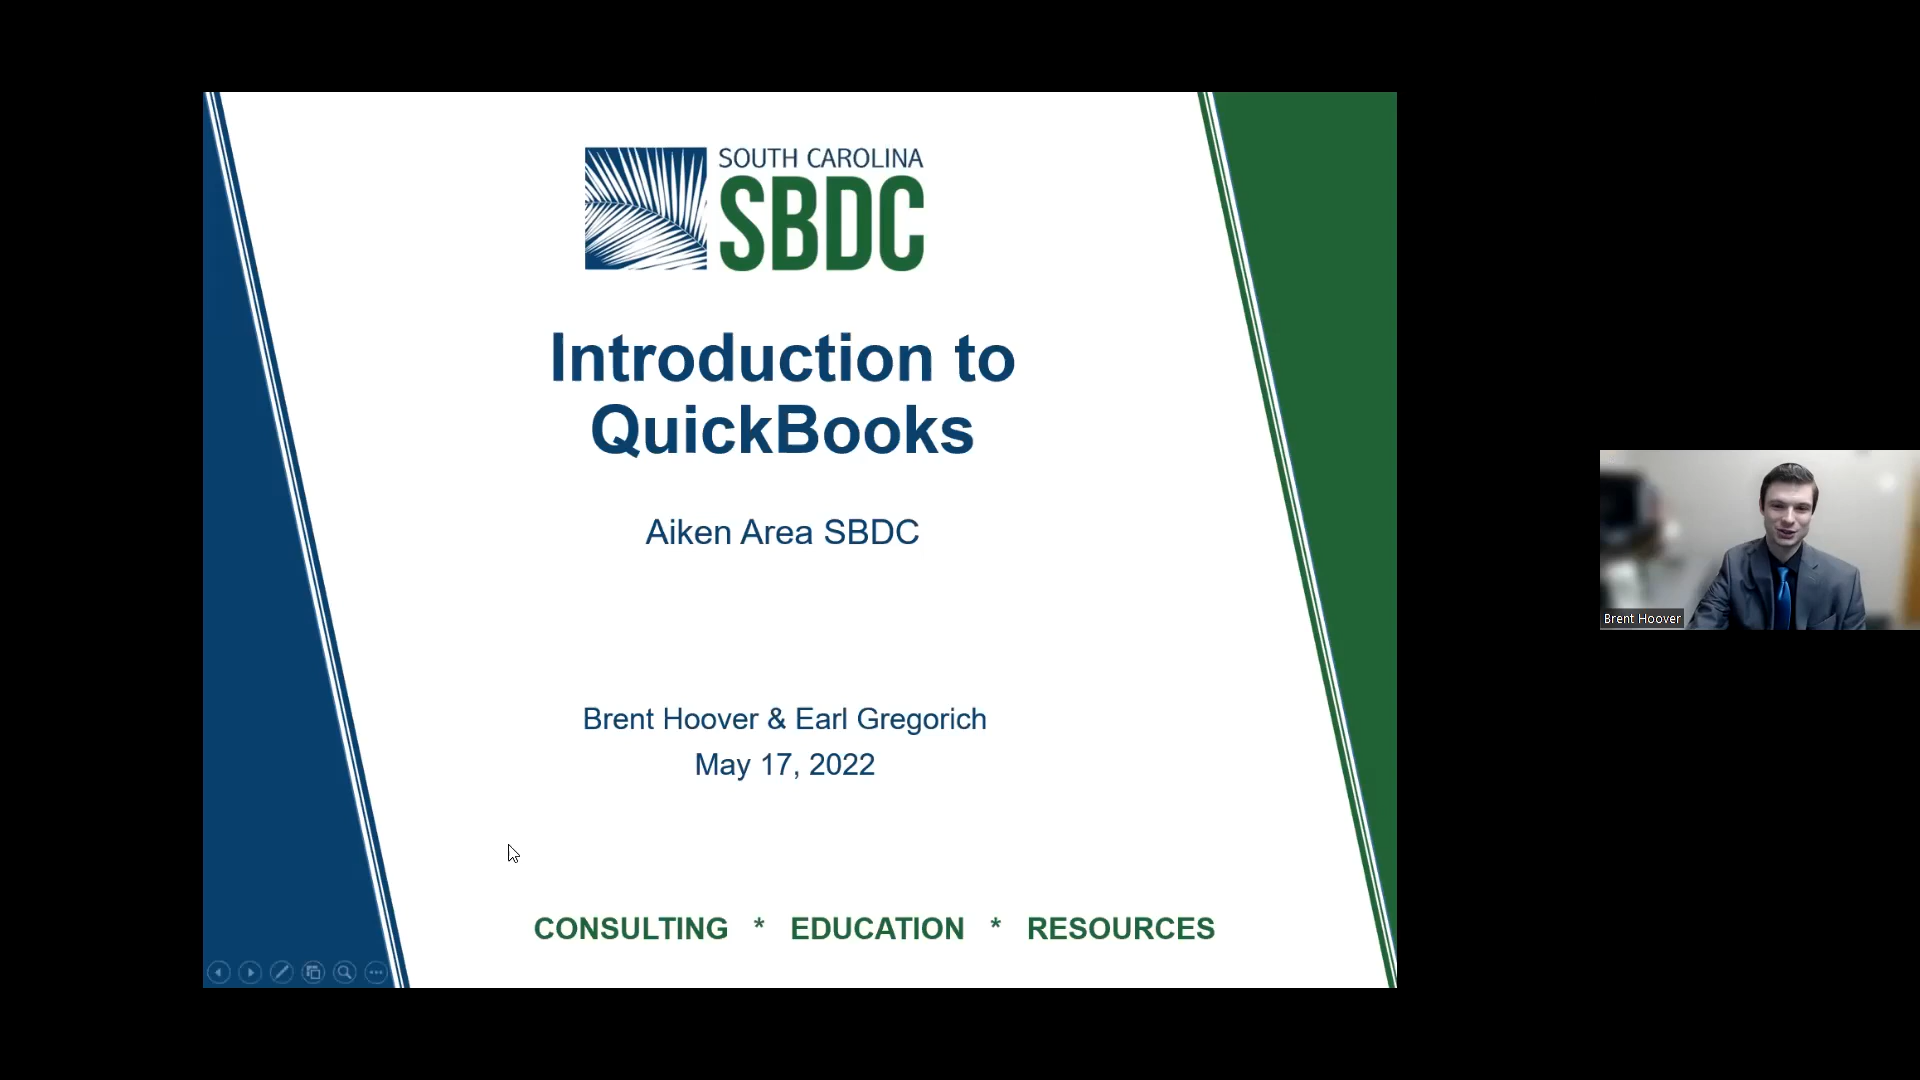 SOUTH CAROLINA
SBDC
Introduction to
QuickBooks
Aiken Area SBDC
Brent Hoover & Earl Gregorich
May 17, 2022
CONSULTING * EDUCATION * RESOURCES
Brent Hoover